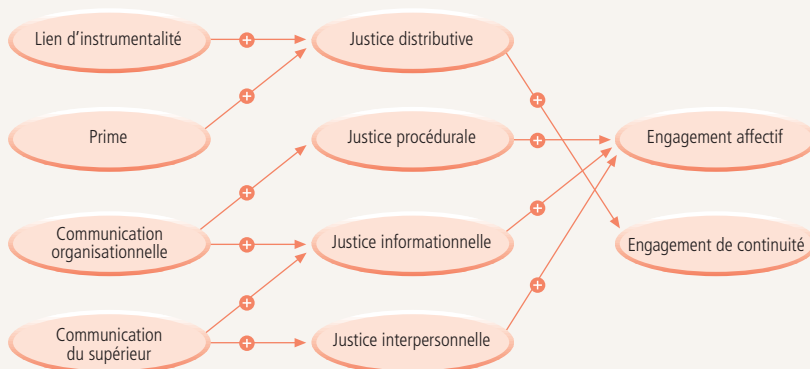 Lien d’instrumentalité
+
Justice distributive
+
+
Prime
Justice procédurale
+
Engagement affectif
+
+
Communication
organisationnelle
+
Justice informationnelle
Engagement de continuité
+
+
Communication
du supérieur
+
Justice interpersonnelle